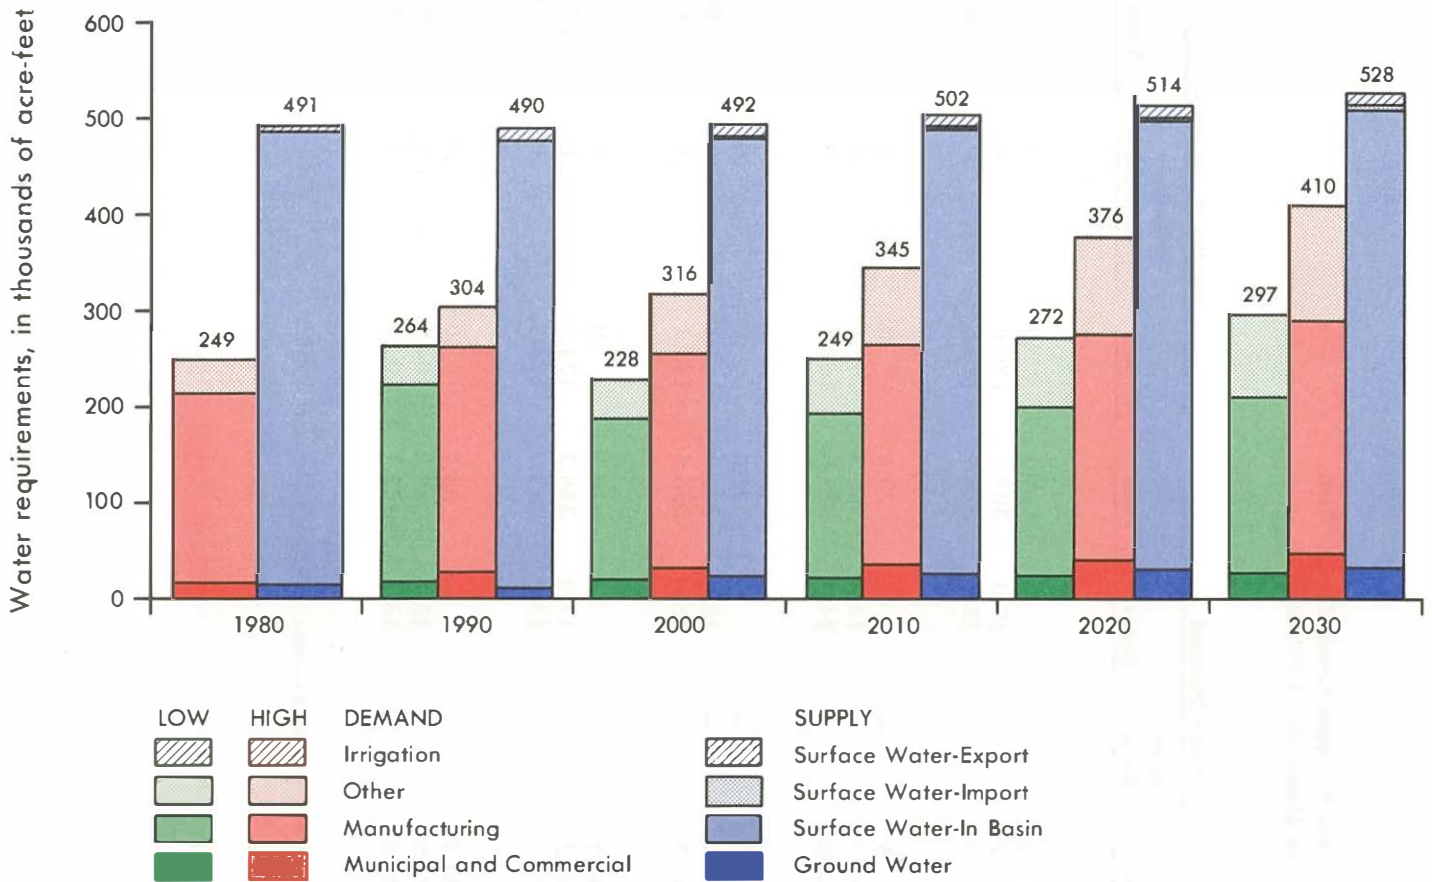 Water requirements, in thousands of acre-feet
600
500
400
300
200
100
0
249
491
264
304
490
228
316
492
249
345
502
272
376
514
297
410
528
1980
1990
2000
2010
2020
2030
LOW HIGH DEMAND
Irrigation
Other
Manufacturing
Municipal and Commercial
SUPPLY
Surface Water-Export
Surface Water-Import
Surface Water-In Basin
Ground Water